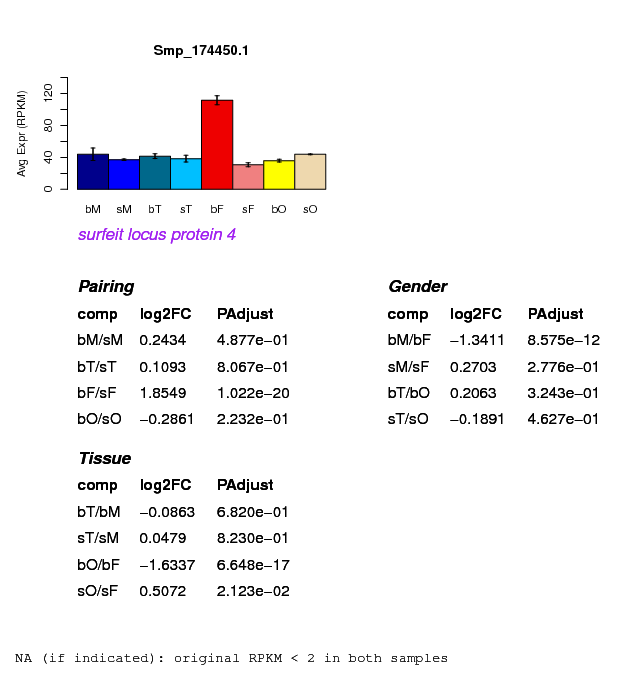 Smp_174450.1
Avg Expr (RPKM)
0 40 80 120
bM sM bT sT bF sF bO sO
surfeit locus protein 4
Pairing
comp log2FC PAdjust
bM/sM 0.2434 4.877e−01
bT/sT 0.1093 8.067e−01
bF/sF 1.8549 1.022e−20
bO/sO −0.2861 2.232e−01
Gender
comp log2FC PAdjust
bM/bF −1.3411 8.575e−12
sM/sF 0.2703 2.776e−01
bT/bO 0.2063 3.243e−01
sT/sO −0.1891 4.627e−01
Tissue
comp log2FC PAdjust
bT/bM −0.0863 6.820e−01
sT/sM 0.0479 8.230e−01
bO/bF −1.6337 6.648e−17
sO/sF 0.5072 2.123e−02
NA (if indicated): original RPKM < 2 in both samples